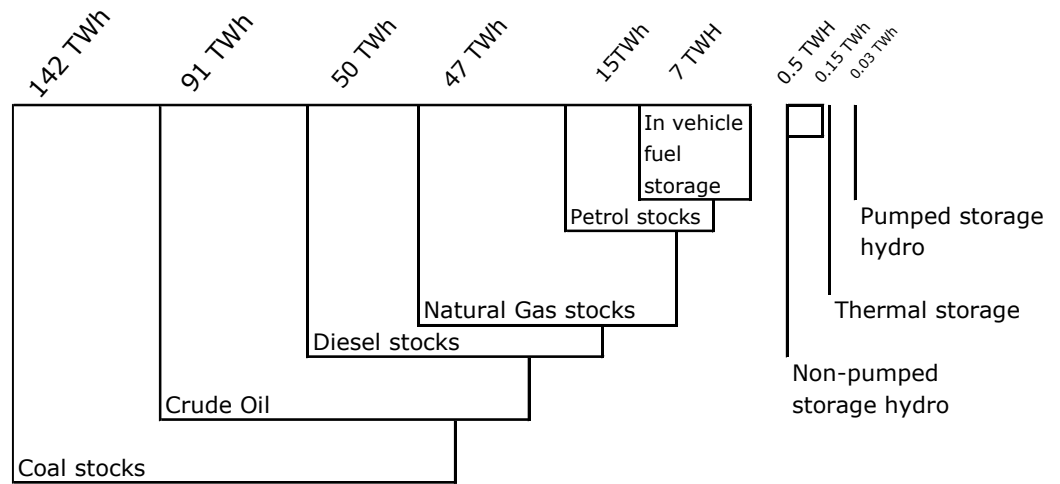 142 TWh
91 TWh
50 TWh
47 TWh
15TWh
7 TWH
0.5 TWH
0.15 TWh
0.03 TWh
In vehicle
fuel
storage
Petrol stocks
Pumped storage
hydro
Natural Gas stocks
Thermal storage
Diesel stocks
Non-pumped
storage hydro
Crude Oil
Coal stocks